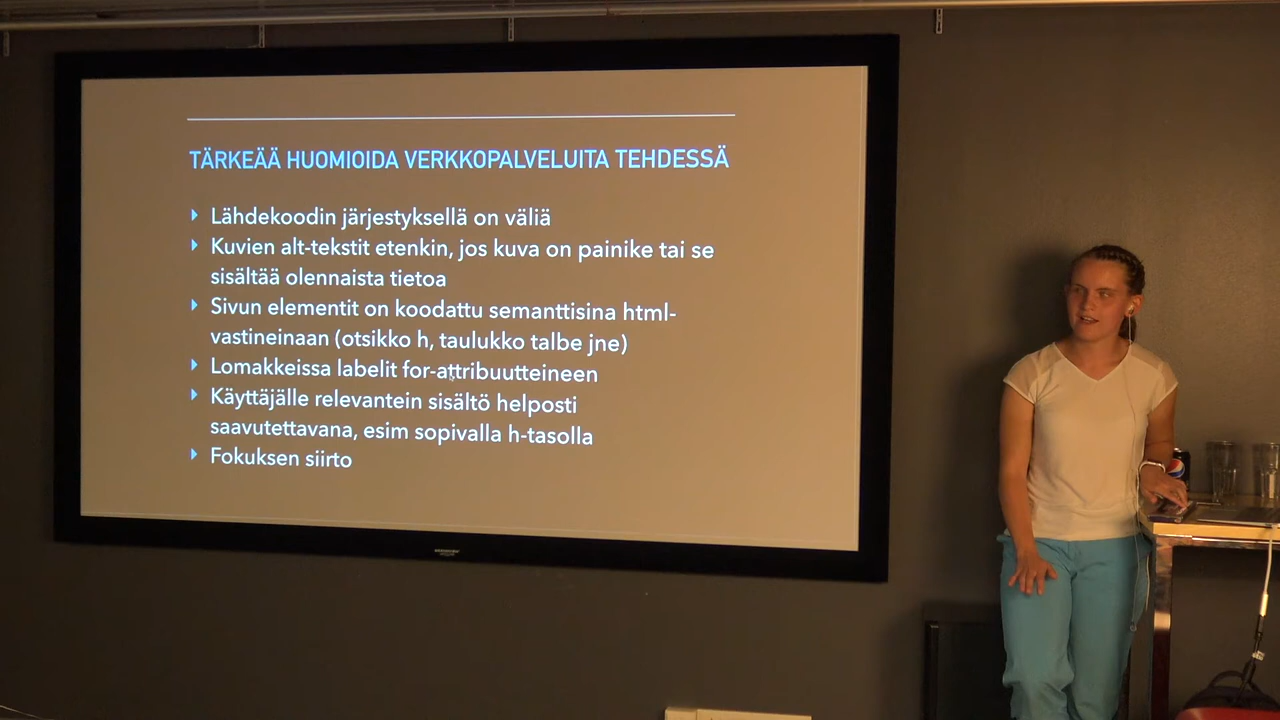 TÄRKEÄÄ HUOMIOIDA VERKKOPALVELUITA TEHDESSÄ
Lähdekoodin järjestyksellä on väliä
Kuvien alt-tekstit etenkin, jos kuva on painike tai se
sisältää olennaista tietoa
Sivun elementit on koodattu semanttisina html-
vastineinaan (otsikko h, taulukko talbe jne)
Lomakkeissa labelit for-attribuutteineen
Käyttäjälle relevantein sisältö helposti
saavutettavana, esim sopivalla h-tasolla
Fokuksen siirto